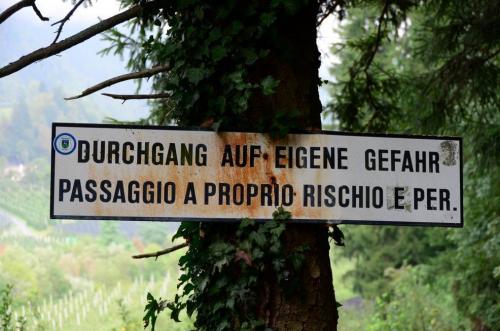 DURCHGANG AUF EIGENE GEFAHR
PASSAGGIO A PROPRIO RISCHIO E PER.